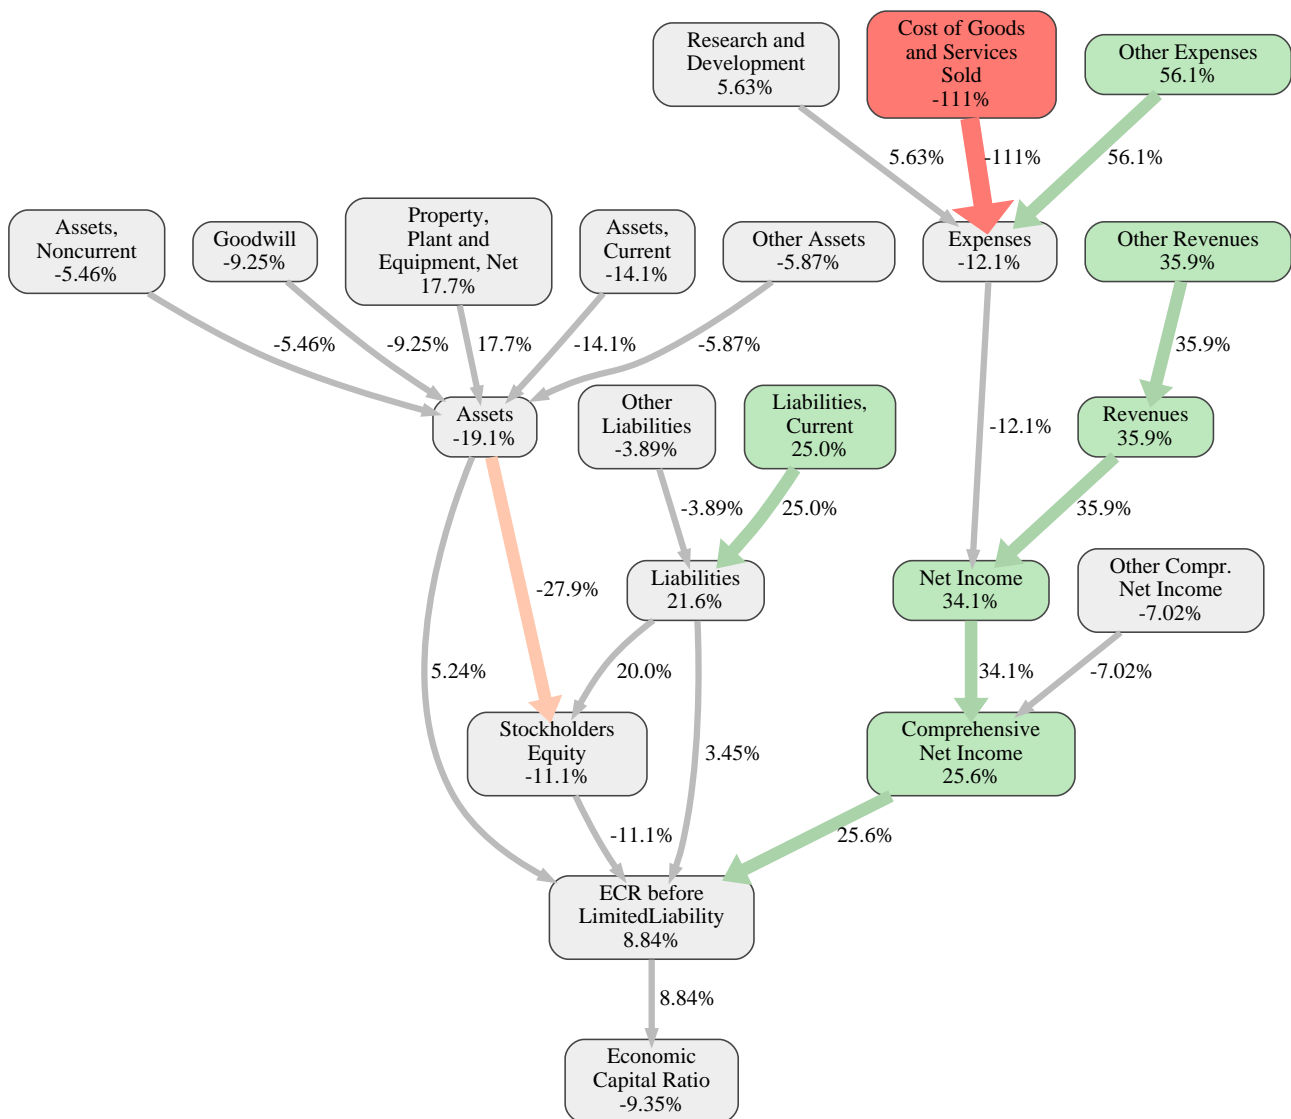 Research and
Development
5.63%
Cost of Goods
and Services
Sold
-111%
Other Expenses
56.1%
5.63%
-111%
56.1%
Assets,
Noncurrent
-5.46%
Goodwill
-9.25%
Property,
Plant and
Equipment, Net
17.7%
Assets,
Current
-14.1%
Other Assets
-5.87%
Expenses
-12.1%
Other Revenues
35.9%
-5.46%
-9.25%
17.7%
-14.1%
-5.87%
35.9%
Assets
-19.1%
Other
Liabilities
-3.89%
Liabilities,
Current
25.0%
-12.1%
Revenues
35.9%
-3.89%
25.0%
35.9%
-27.9%
Liabilities
21.6%
Net Income
34.1%
Other Compr.
Net Income
-7.02%
5.24%
20.0%
34.1%
-7.02%
Stockholders
Equity
-11.1%
3.45%
Comprehensive
Net Income
25.6%
-11.1%
25.6%
ECR before
LimitedLiability
8.84%
8.84%
Economic
Capital Ratio
-9.35%